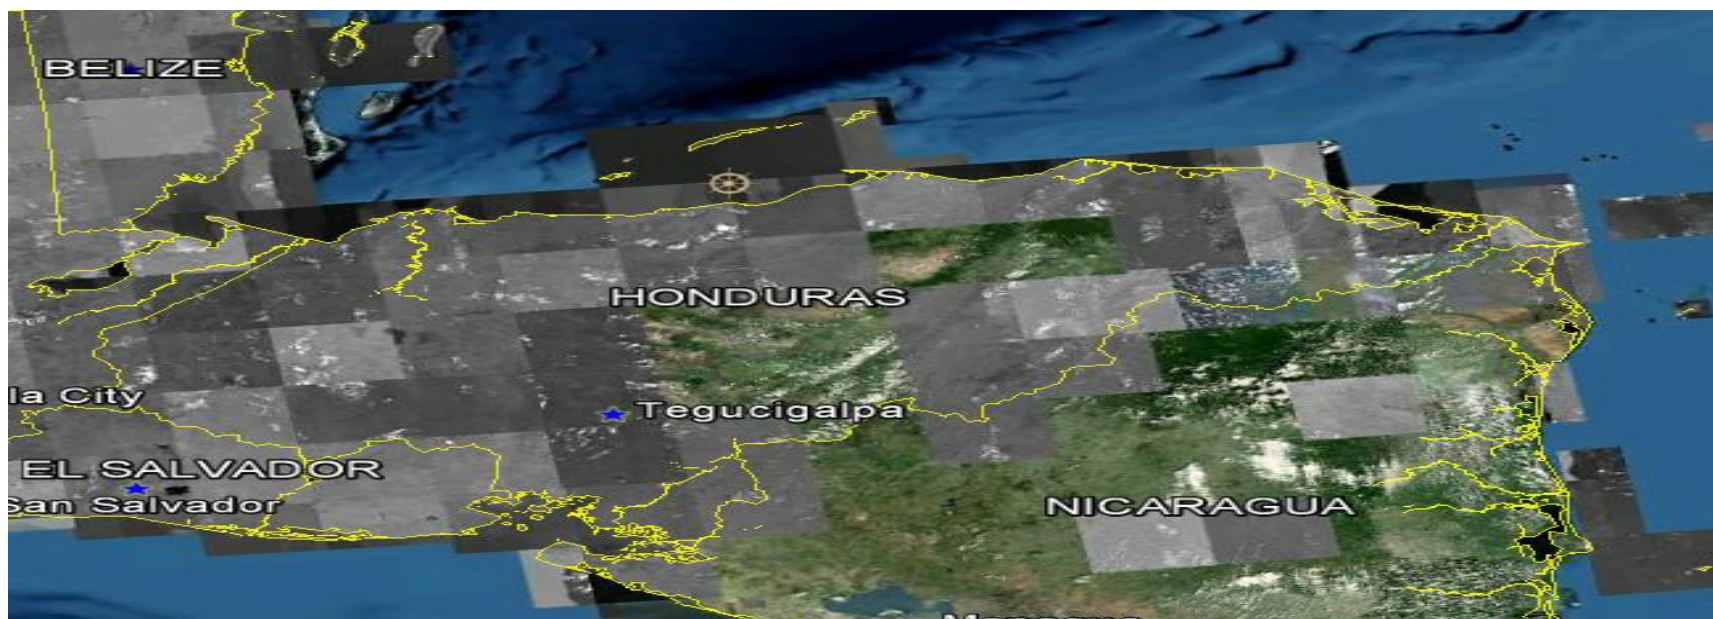 BELIZE
HONDURAS
la City
Tegucigalpa
EL SALVADOR
San Salvador
NICARAGUA